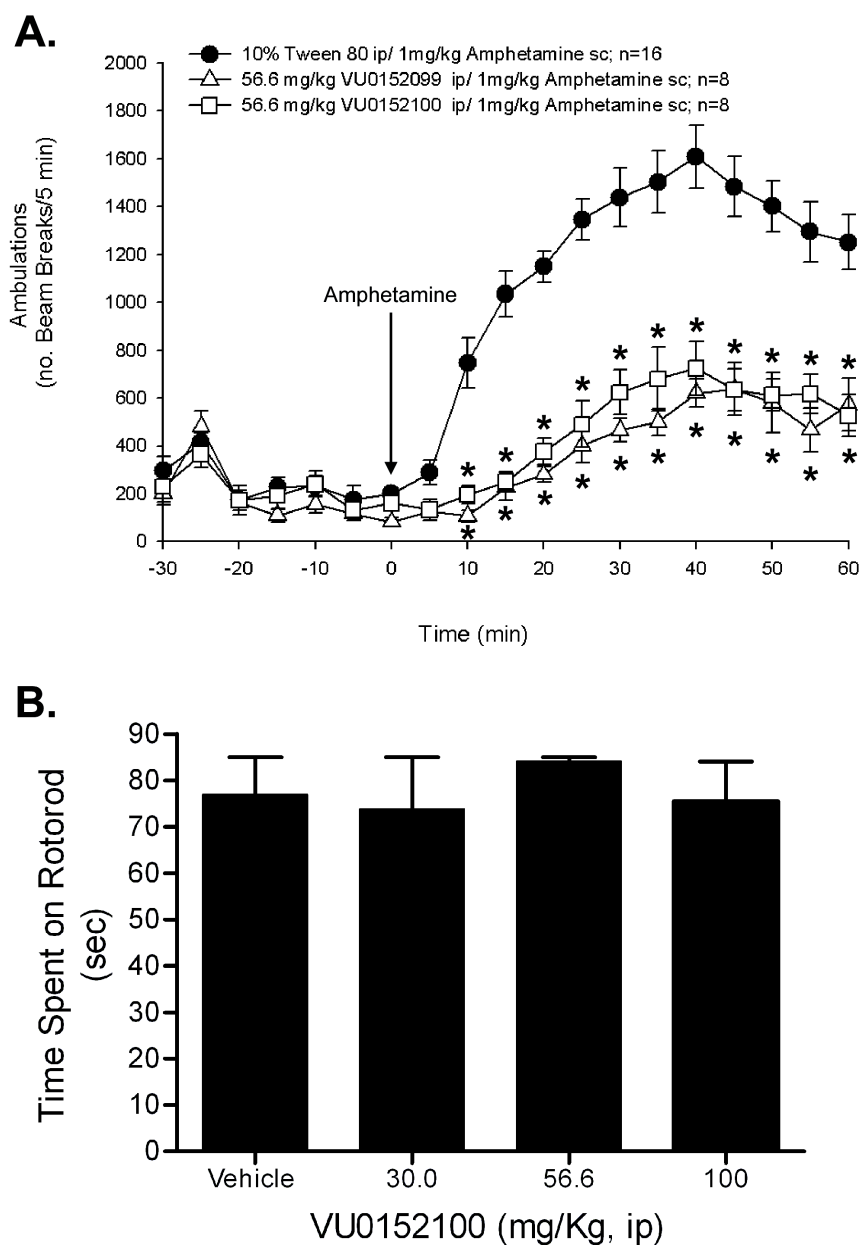 A.
10% Tween 80 ip/ 1mg/kg Amphetamine sc; n=16
56.6 mg/kg VU0152099 ip/ 1mg/kg Amphetamine sc; n=8
56.6 mg/kg VU0152100 ip/ 1mg/kg Amphetamine sc; n=8
Ambulations
(no. Beam Breaks/5 min)
2000
1800
1600
1400
1200
1000
800
600
400
200
0
Amphetamine
* * * * * * * * * * *
* * * * * * * * * * *
-30 -20 -10 0 10 20 30 40 50 60
Time (min)
B.
Time Spent on Rotorod
(sec)
90
80
70
60
50
40
30
20
10
0
Vehicle 30.0 56.6 100
VU0152100 (mg/Kg, ip)